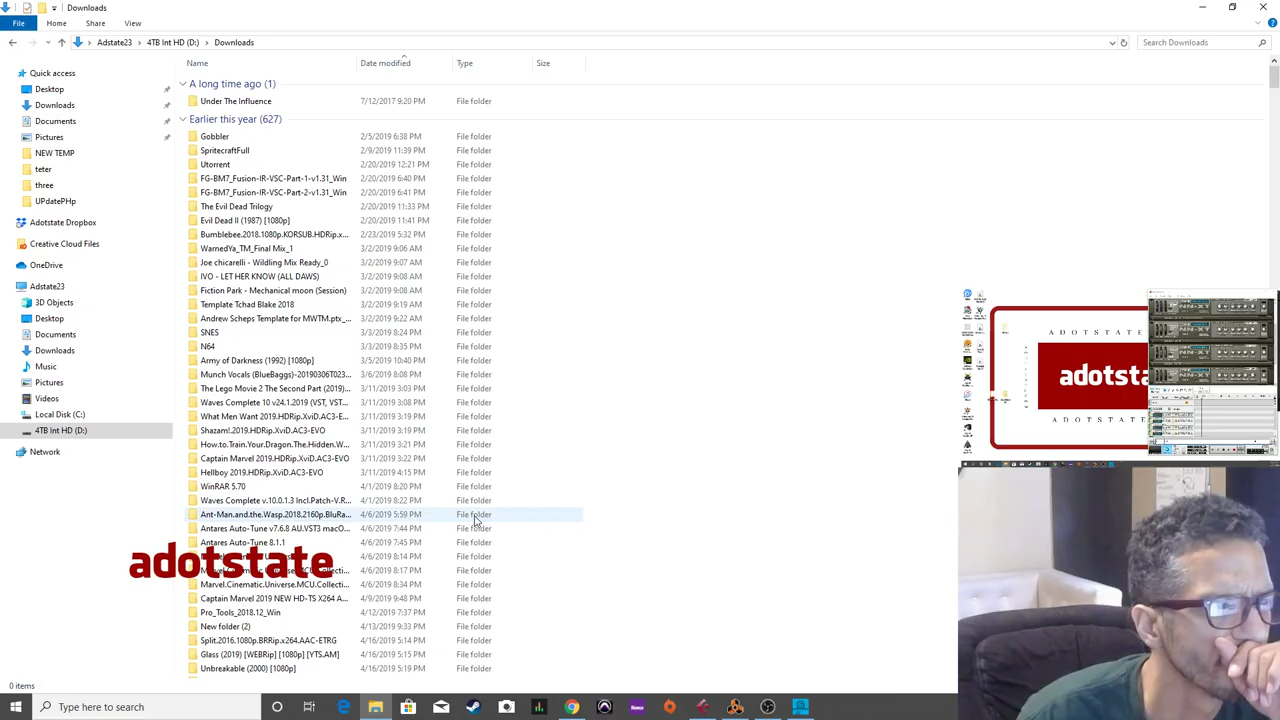 Downloads
File
Home
Share
View
Adstate23
4TB Int HD (D:)
Downloads
Search Downloads
Name
Date modified
Type
Size
Quick access
Desktop
Downloads
Documents
Pictures
NEW TEMP
teter
three
UPdatePHp
Adotstate Dropbox
Creative Cloud Files
OneDrive
Adstate23
3D Objects
Desktop
Documents
Downloads
Music
Pictures
Videos
Local Disk (C:)
4TB Int HD (D:)
Network
A long time ago (1)
Under The Influence 7/12/2017 9:20 PM File folder
Earlier this year (627)
Gobbler 2/5/2019 6:38 PM File folder
SpritecraftFull 2/9/2019 11:39 PM File folder
Utorrent 2/20/2019 12:21 PM File folder
FG-BM7_Fusion-IR-VSC-Part-1-v1.31_Win 2/20/2019 6:40 PM File folder
FG-BM7_Fusion-IR-VSC-Part-2-v1.31_Win 2/20/2019 6:41 PM File folder
The Evil Dead Trilogy 2/20/2019 11:33 PM File folder
Evil Dead II (1987) [1080p] 2/20/2019 11:41 PM File folder
Bumblebee.2018.1080p.KORSUB.HDRip.x... 2/23/2019 5:32 PM File folder
WarnedYa_TM_Final Mix_1 3/2/2019 9:06 AM File folder
Joe chicarelli - Wildling Mix Ready_0 3/2/2019 9:07 AM File folder
IVO - LET HER KNOW (ALL DAWS) 3/2/2019 9:08 AM File folder
Fiction Park - Mechanical moon (Session) 3/2/2019 9:08 AM File folder
Template Tchad Blake 2018 3/2/2019 9:19 AM File folder
Andrew Scheps Template for MWTM.ptx_... 3/2/2019 9:22 AM File folder
SNES 3/3/2019 8:24 PM File folder
N64 3/3/2019 8:34 PM File folder
Army of Darkness (1992) [1080p] 3/5/2019 10:40 PM File folder
Munch Vocals (BlueBaggs)-20190306T023... 3/6/2019 8:08 PM File folder
The Lego Movie 2 The Second Part (2019)... 3/11/2019 3:03 PM File folder
Waves Complete 10 v24.1.2019 (VST, VST... 3/11/2019 3:08 PM File folder
What Men Want 2019.HDRip.XviD.AC3-E... 3/11/2019 3:19 PM File folder
Shazam!.2019.HDRip.XviD.AC3-EVO 3/11/2019 3:19 PM File folder
How.to.Train.Your.Dragon.The.Hidden.W... 3/11/2019 3:21 PM File folder
Captain Marvel 2019.HDRip.XviD.AC3-EVO 3/11/2019 3:22 PM File folder
Hellboy 2019.HDRip.XviD.AC3-EVO 3/11/2019 4:15 PM File folder
WinRAR 5.70 4/1/2019 8:20 PM File folder
Waves Complete v.10.0.1.3 Incl.Patch-V.R... 4/1/2019 8:22 PM File folder
Ant-Man.and.the.Wasp.2018.2160p.BluRa... 4/6/2019 5:59 PM File folder
Antares Auto-Tune v7.6.8 AU.VST3 macO... 4/6/2019 7:44 PM File folder
Antares Auto-Tune 8.1.1 4/6/2019 7:45 PM File folder
4/6/2019 8:14 PM File folder
Marvel.Cinematic.Universe.MCU.Collecti... 4/6/2019 8:17 PM File folder
Marvel.Cinematic.Universe.MCU.Collecti... 4/6/2019 8:34 PM File folder
Captain Marvel 2019 NEW HD-TS X264 A... 4/9/2019 9:48 PM File folder
Pro_Tools_2018.12_Win 4/12/2019 7:37 PM File folder
New folder (2) 4/13/2019 9:33 PM File folder
Split.2016.1080p.BRRip.x264.AAC-ETRG 4/16/2019 5:14 PM File folder
Glass (2019) [WEBRip] [1080p] [YTS.AM] 4/16/2019 5:15 PM File folder
Unbreakable (2000) [1080p] 4/16/2019 5:19 PM File folder
adotstate
0 items
Type here to search
Roku
ADOTSTATE
adotsta
ADOTSTATE
NN-XT
NN-XT
NN-XT
NN-XT